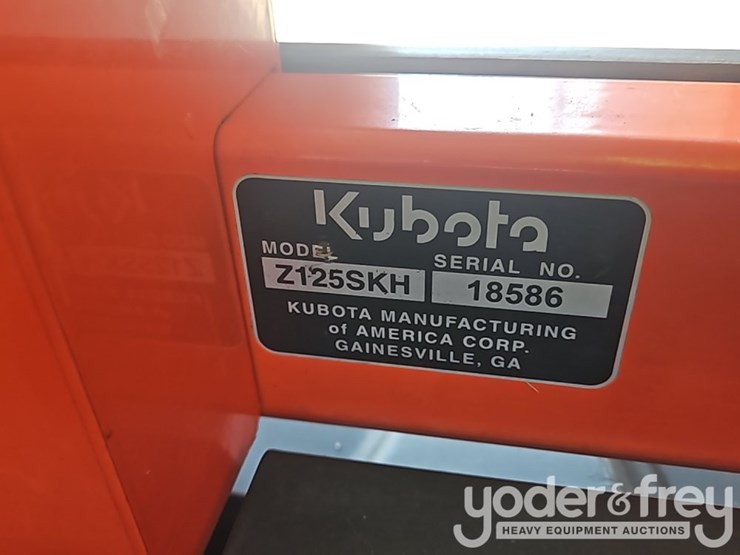 Kubota
MODEL
SERIAL NO.
Z125SKH
18586
KUBOTA MANUFACTURING
of AMERICA CORP.
GAINESVILLE, GA
yoder&frey
HEAVY EQUIPMENT AUCTIONS